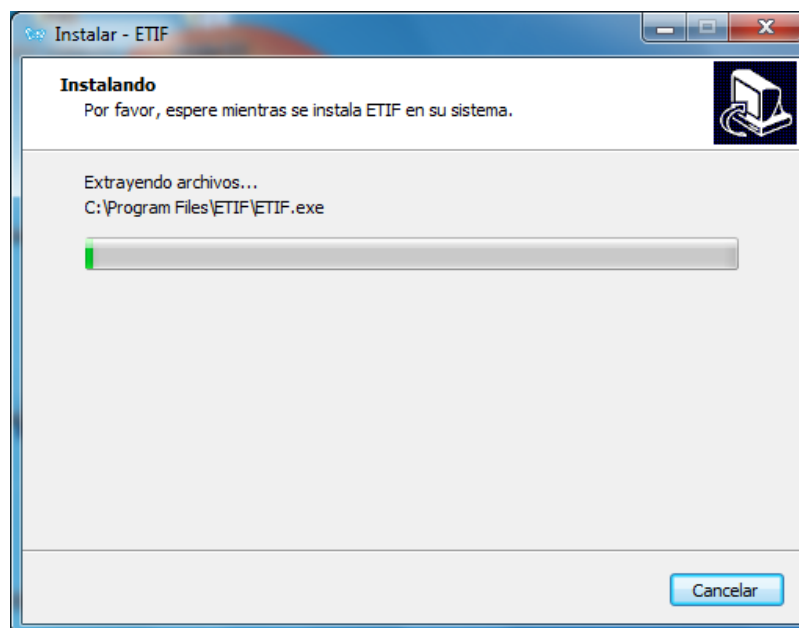 Instalar - ETIF
Instalando
Por favor, espere mientras se instala ETIF en su sistema.
Extrayendo archivos...
C:\Program Files\ETIF\ETIF.exe
Cancelar